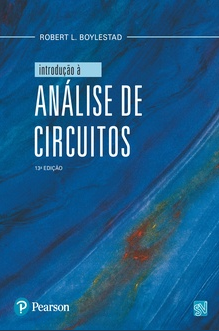 ROBERT L. BOYLESTAD
introdução à
ANÁLISE DE
CIRCUITOS
13ª EDIÇÃO
Pearson